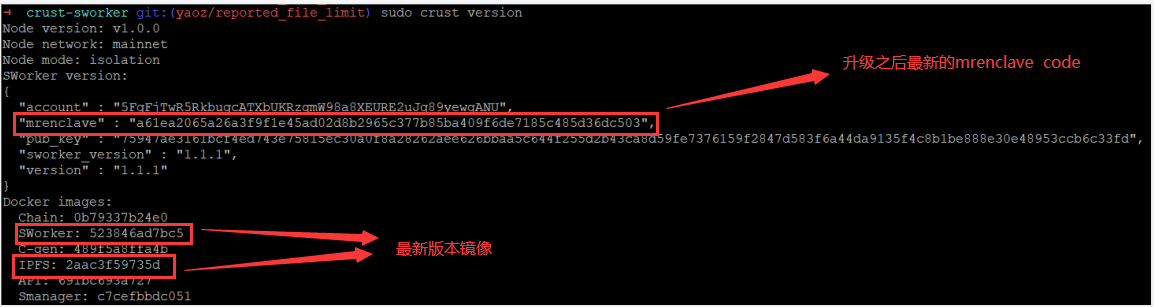 → crust-sworker git:(yaoz/reported_file_limit) sudo crust version
Node version: v1.0.0
Node network: mainnet
Node mode: isolation
SWorker version:
{
"account" : "5FqFjTwR5RkbugcATXbUKRzgmW98a8XEURE2uJg89yewqANU",
"mrenclave" : "a61ea2065a26a3f9f1e45ad02d8b2965c377b85ba409f6de7185c485d36dc503",
"pub_key" : "75947ae3161bcf4ed743e75815ec30a0f8a28262aee626bbaa5c644f255d2b43ca8d59fe7376159f2847d583f6a44da9135f4c8b1be888e30e48953ccb6c33fd",
"sworker_version" : "1.1.1",
"version" : "1.1.1"
}
Docker images:
Chain: 0b79337b24e0
SWorker: 523846ad7bc5
C-gen: 489f5a8ffa4b
IPFS: 2aac3f59735d
API: 691bc693a727
Smanager: c7cefbbdc051
升级之后最新的mrenclave code
最新版本镜像